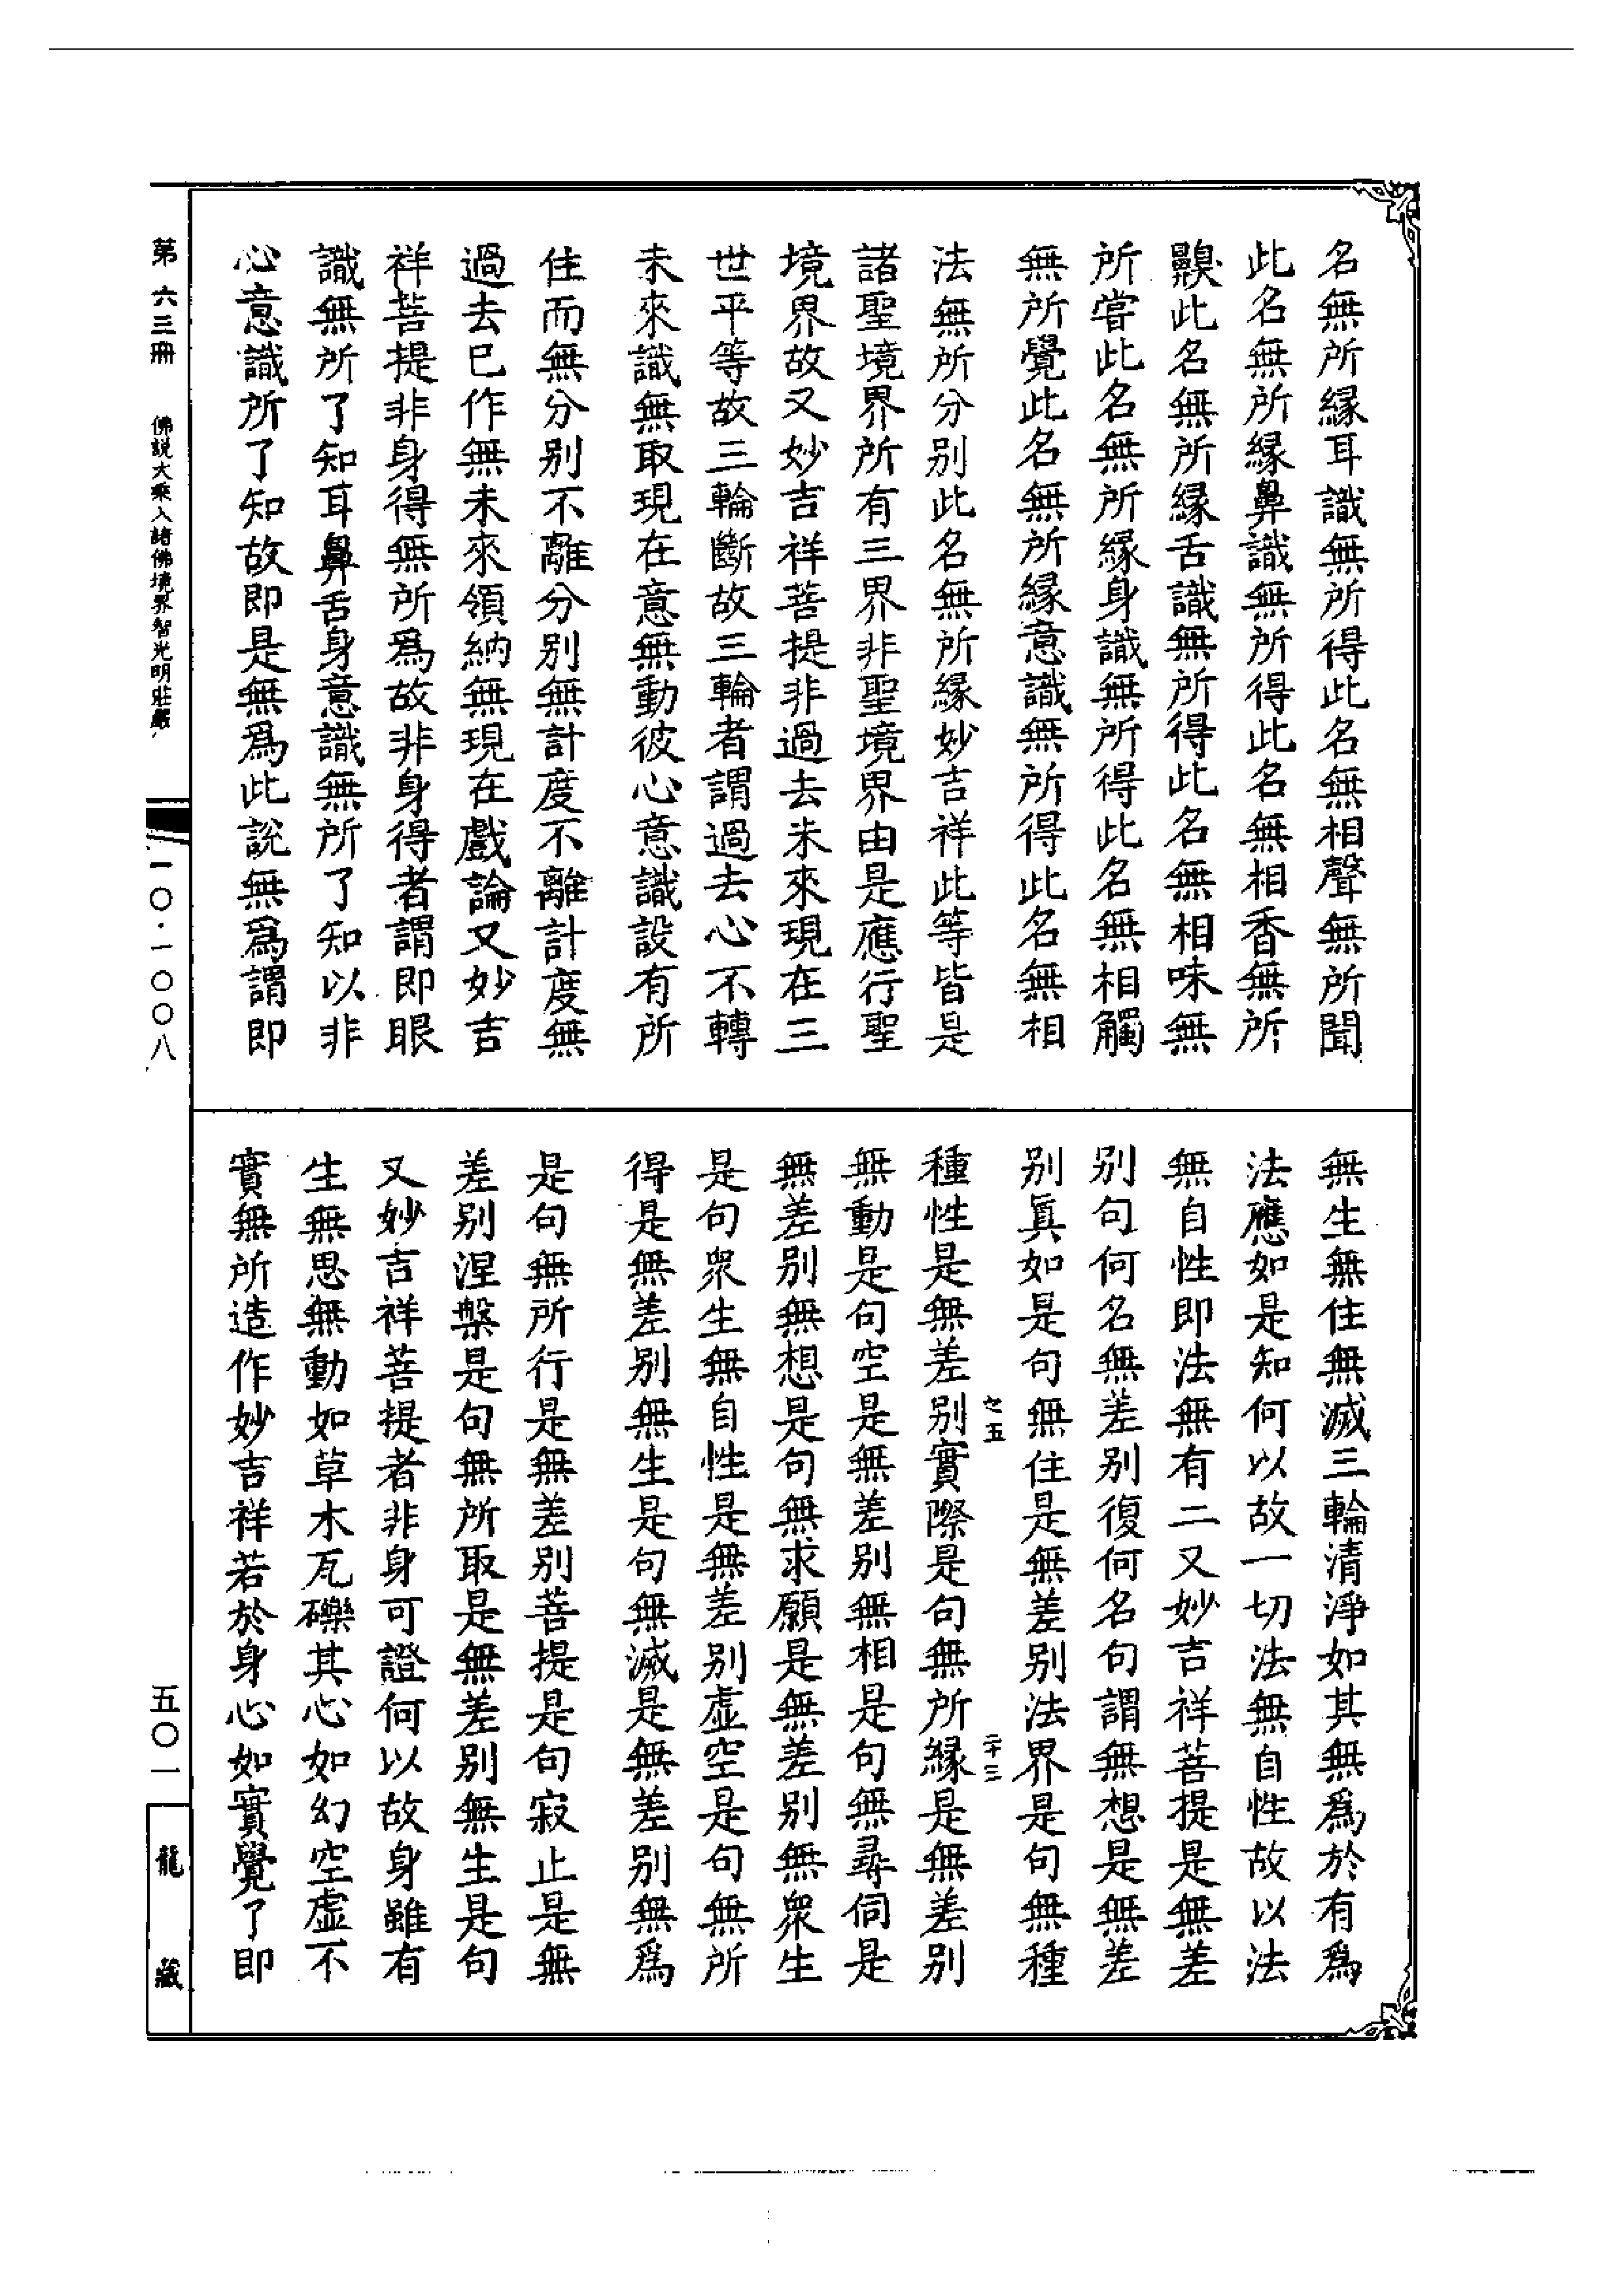 名無所緣耳識無所得此名無相聲無所聞
此名無所緣鼻識無所得此名無相香無所
齅此名無所緣舌識無所得此名無相味無
所嘗此名無所緣身識無所得此名無相觸
無所覺此名無所緣意識無所得此名無相
法無所分別此名無所緣妙吉祥此等皆是
諸聖境界所有三界非聖境界由是應行聖
境界故又妙吉祥菩提非過去未來現在三
世平等故三輪斷故三輪者謂過去心不轉
未來識無取現在意無動彼心意識設有所
住而無分別不離分別無計度不離計度無
過去已作無未來領納無現在戲論又妙吉
祥菩提非身得無所爲故非身得者謂即眼
識無所了知耳鼻舌身意識無所了知以非
心意識所了知故即是無爲此說無爲謂即
無生無住無滅三輪清淨如其無爲於有爲
法應如是知何以故一切法無自性故以法
無自性即法無有二又妙吉祥菩提是無差
別句何名無差別復何名句謂無想是無差
別真如是句無住是無差別法界是句無種
之五
二十三
種性是無差別實際是句無所緣是無差別
無動是句空是無差別無相是句無尋伺是
無差別無想是句無求願是無差別無眾生
是句衆生無自性是無差別虛空是句無所
得是無差別無生是句無滅是無差別無爲
是句無所行是無差別菩提是句寂止是無
差別涅槃是句無所取是無差別無生是句
又妙吉祥菩提者非身可證何以故身雖有
生無思無動如草木瓦礫其心如幻空虛不
實無所造作妙吉祥若於身心如實覺了即
第六三冊
佛說大乘入諸佛境界智光明莊嚴
一〇·一〇〇八
五〇一
龍藏